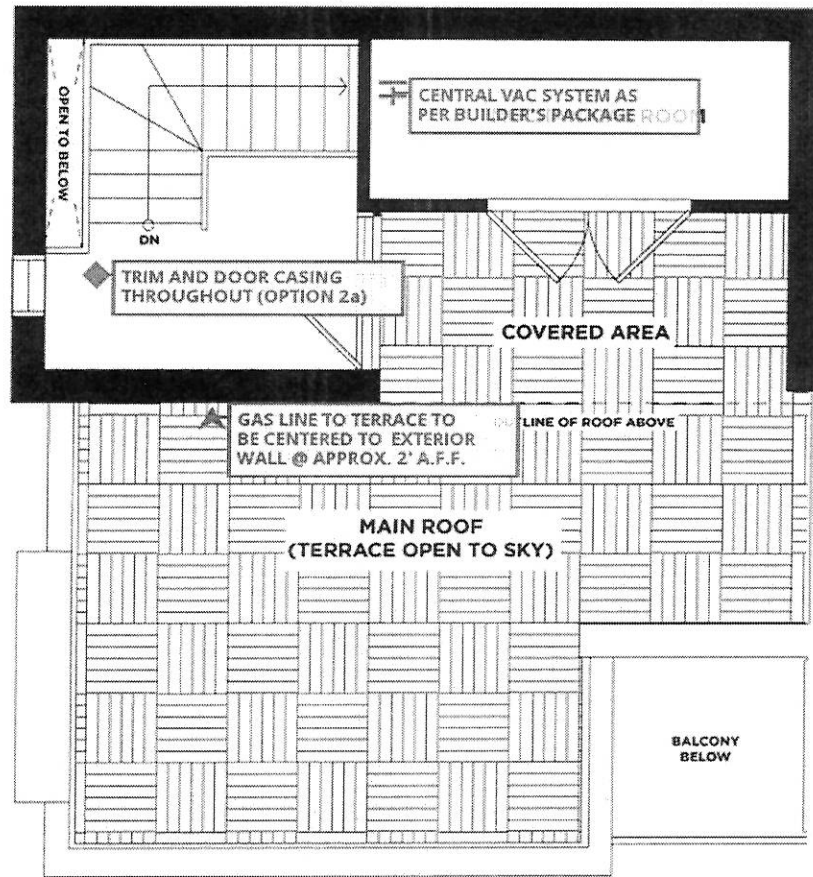 OPEN TO BELOW
CENTRAL VAC SYSTEM AS
PER BUILDER'S PACKAGE ROOM
DN
TRIM AND DOOR CASING
THROUGHOUT (OPTION 2a)
COVERED AREA
GAS LINE TO TERRACE TO
BE CENTERED TO EXTERIOR
WALL @ APPROX. 2' A.F.F.
LINE OF ROOF ABOVE
MAIN ROOF
(TERRACE OPEN TO SKY)
BALCONY
BELOW